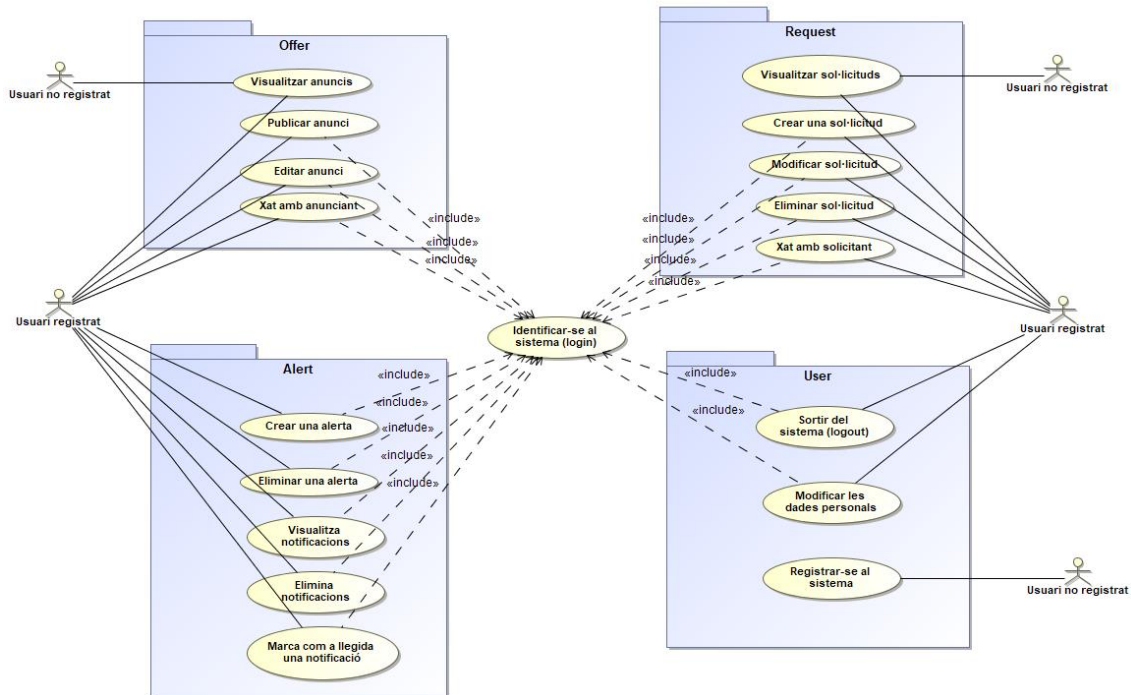 Offer
Visualitzar anuncis
Publicar anunci
Editar anunci
Xat amb anunciant
Usuari no registrat
Usuari registrat
«include»
«include»
«include»
Request
Visualitzar sol·licituds
Crear una sol·licitud
Modificar sol·licitud
Eliminar sol·licitud
Xat amb solicitant
Usuari no registrat
Usuari registrat
«include»
«include»
«include»
«include»
Identificar-se al
sistema (login)
Alert
Crear una alerta
Eliminar una alerta
Visualitza
notificacions
Elimina
notificacions
Marca com a llegida
una notificació
«include»
«include»
«include»
«include»
«include»
User
Sortir del
sistema (logout)
Modificar les
dades personals
Registrar-se al
sistema
«include»
«include»
Usuari no registrat